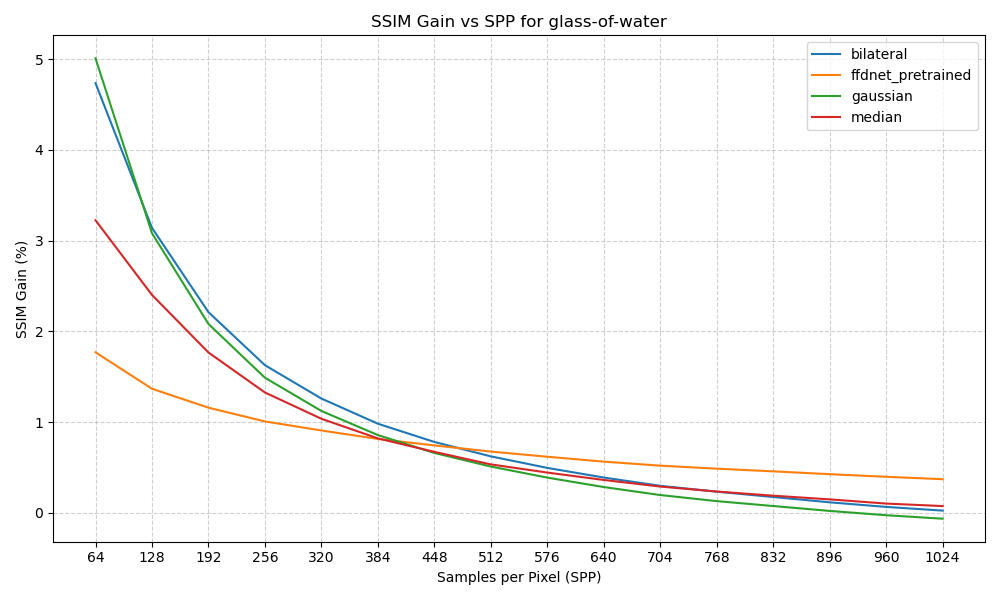 SSIM Gain vs SPP for glass-of-water
bilateral
ffdnet_pretrained
gaussian
median
SSIM Gain (%)
5
4
3
2
1
0
64 128 192 256 320 384 448 512 576 640 704 768 832 896 960 1024
Samples per Pixel (SPP)